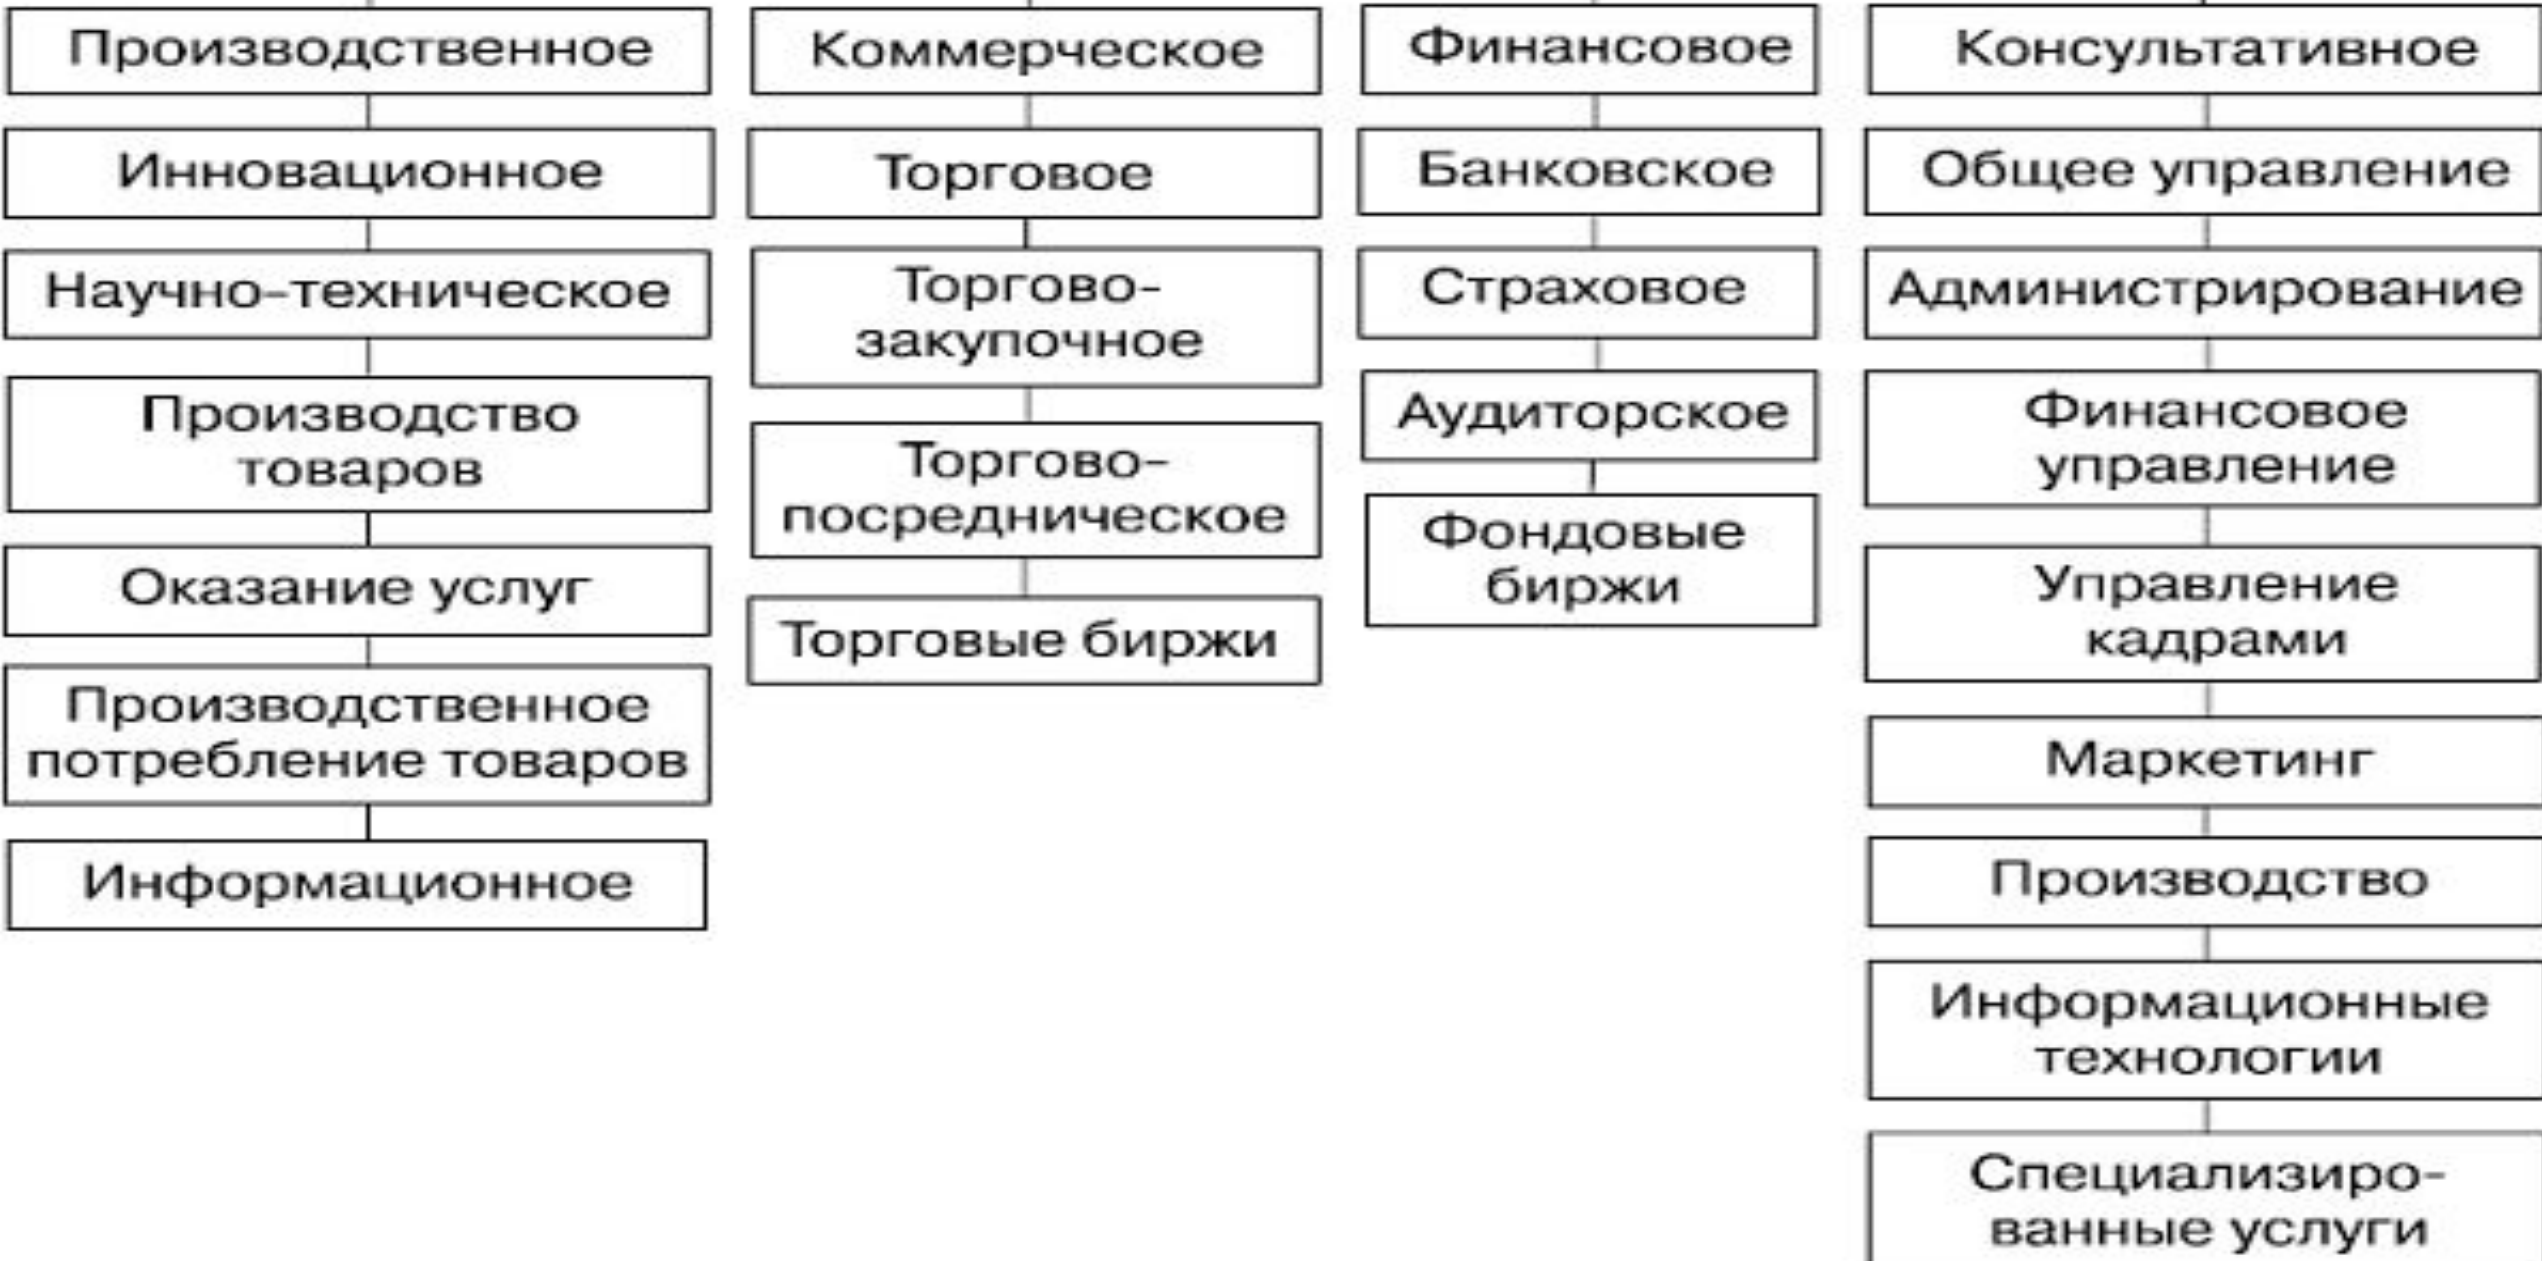 Производственное
Инновационное
Научно-техническое
Производство
товаров
Оказание услуг
Производственное
потребление товаров
Информационное
Коммерческое
Торговое
Торгово-
закупочное
Торгово-
посредническое
Торговые биржи
Финансовое
Банковское
Страховое
Аудиторское
Фондовые
биржи
Консультативное
Общее управление
Администрирование
Финансовое
управление
Управление
кадрами
Маркетинг
Производство
Информационные
технологии
Специализиро-
ванные услуги